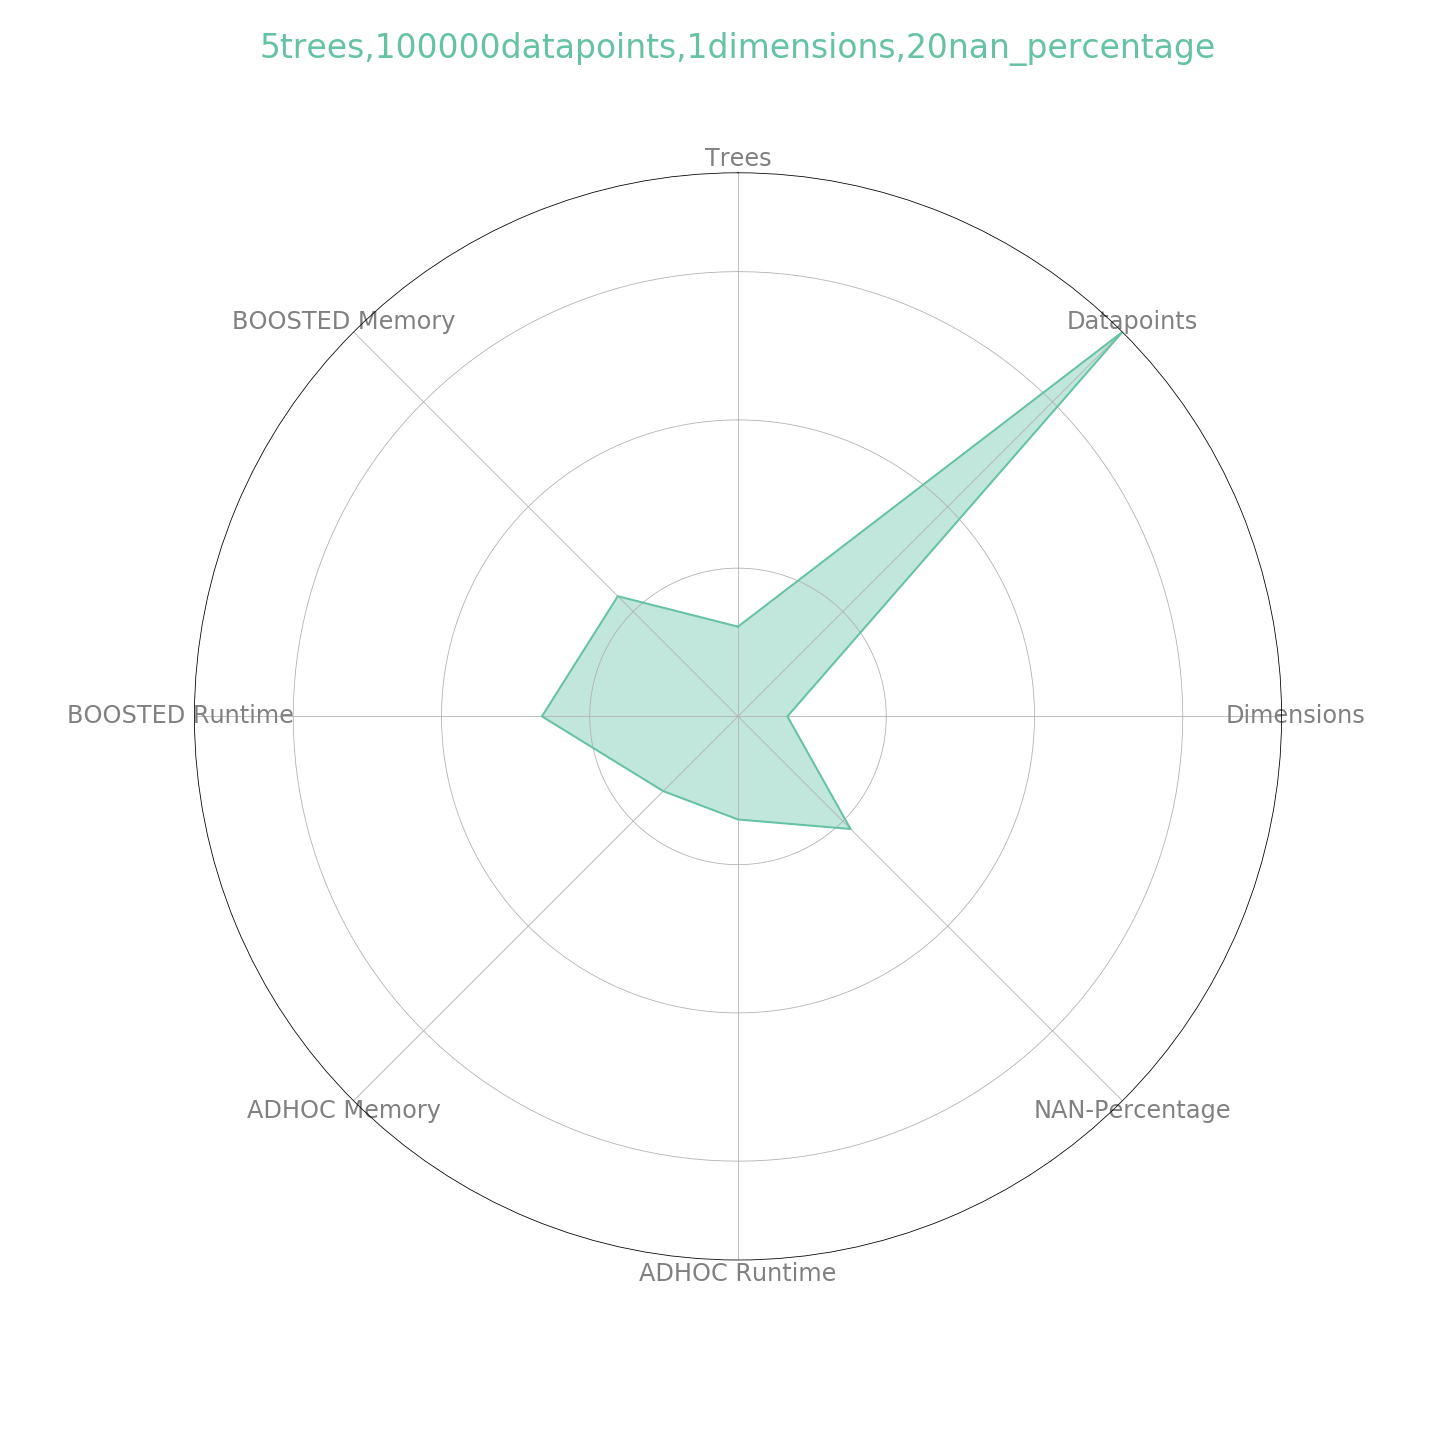 5trees,100000datapoints,1dimensions,20nan_percentage
Trees
BOOSTED Memory
Datapoints
BOOSTED Runtime
Dimensions
ADHOC Memory
NAN-Percentage
ADHOC Runtime